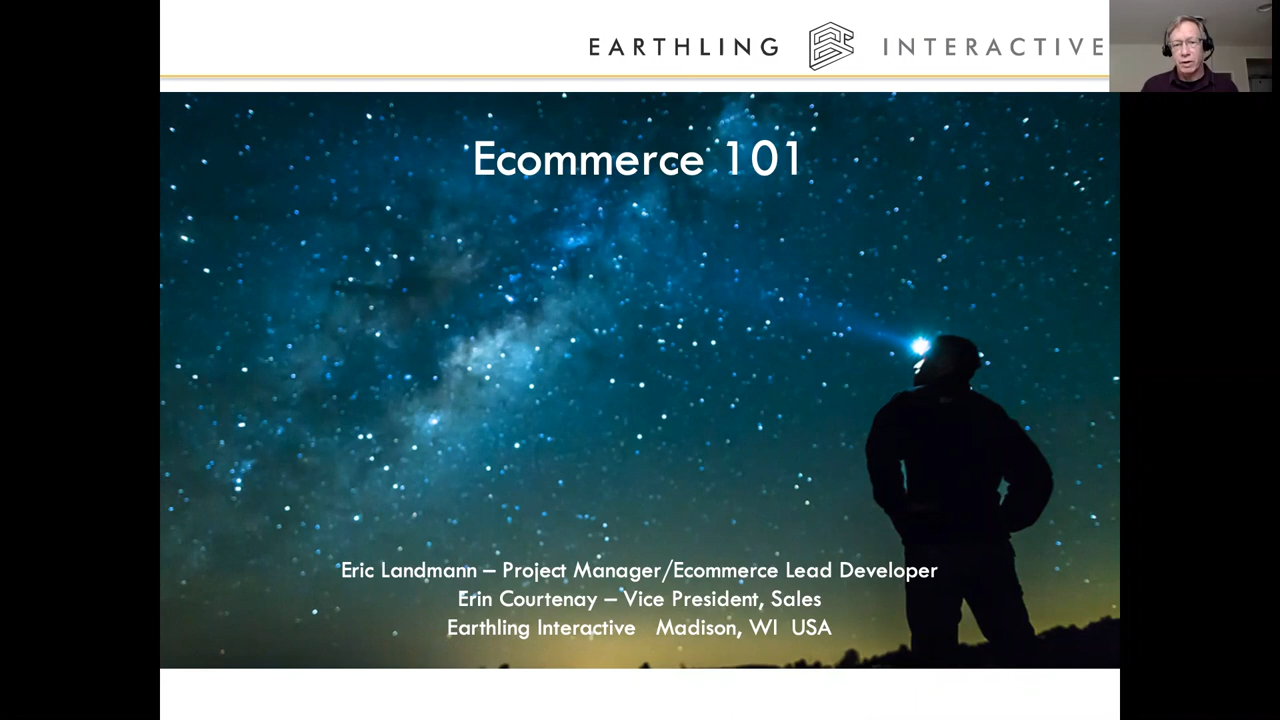 EARTHLING INTERACTIVE
Ecommerce 101
Eric Landmann – Project Manager/Ecommerce Lead Developer
Erin Courtenay – Vice President, Sales
Earthling Interactive Madison, WI USA